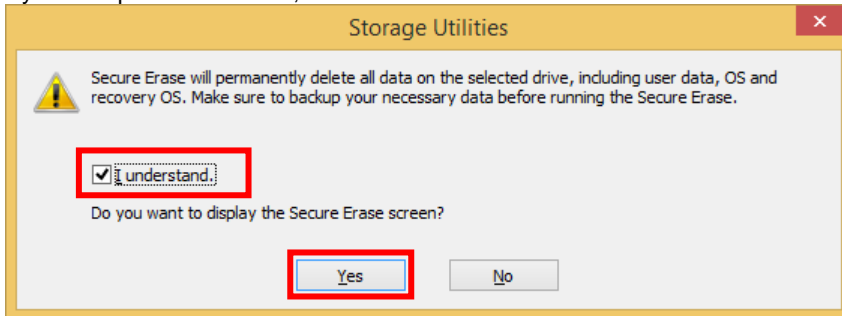 Storage Utilities
Secure Erase will permanently delete all data on the selected drive, including user data, OS and
recovery OS. Make sure to backup your necessary data before running the Secure Erase.
I understand.
Do you want to display the Secure Erase screen?
Yes No